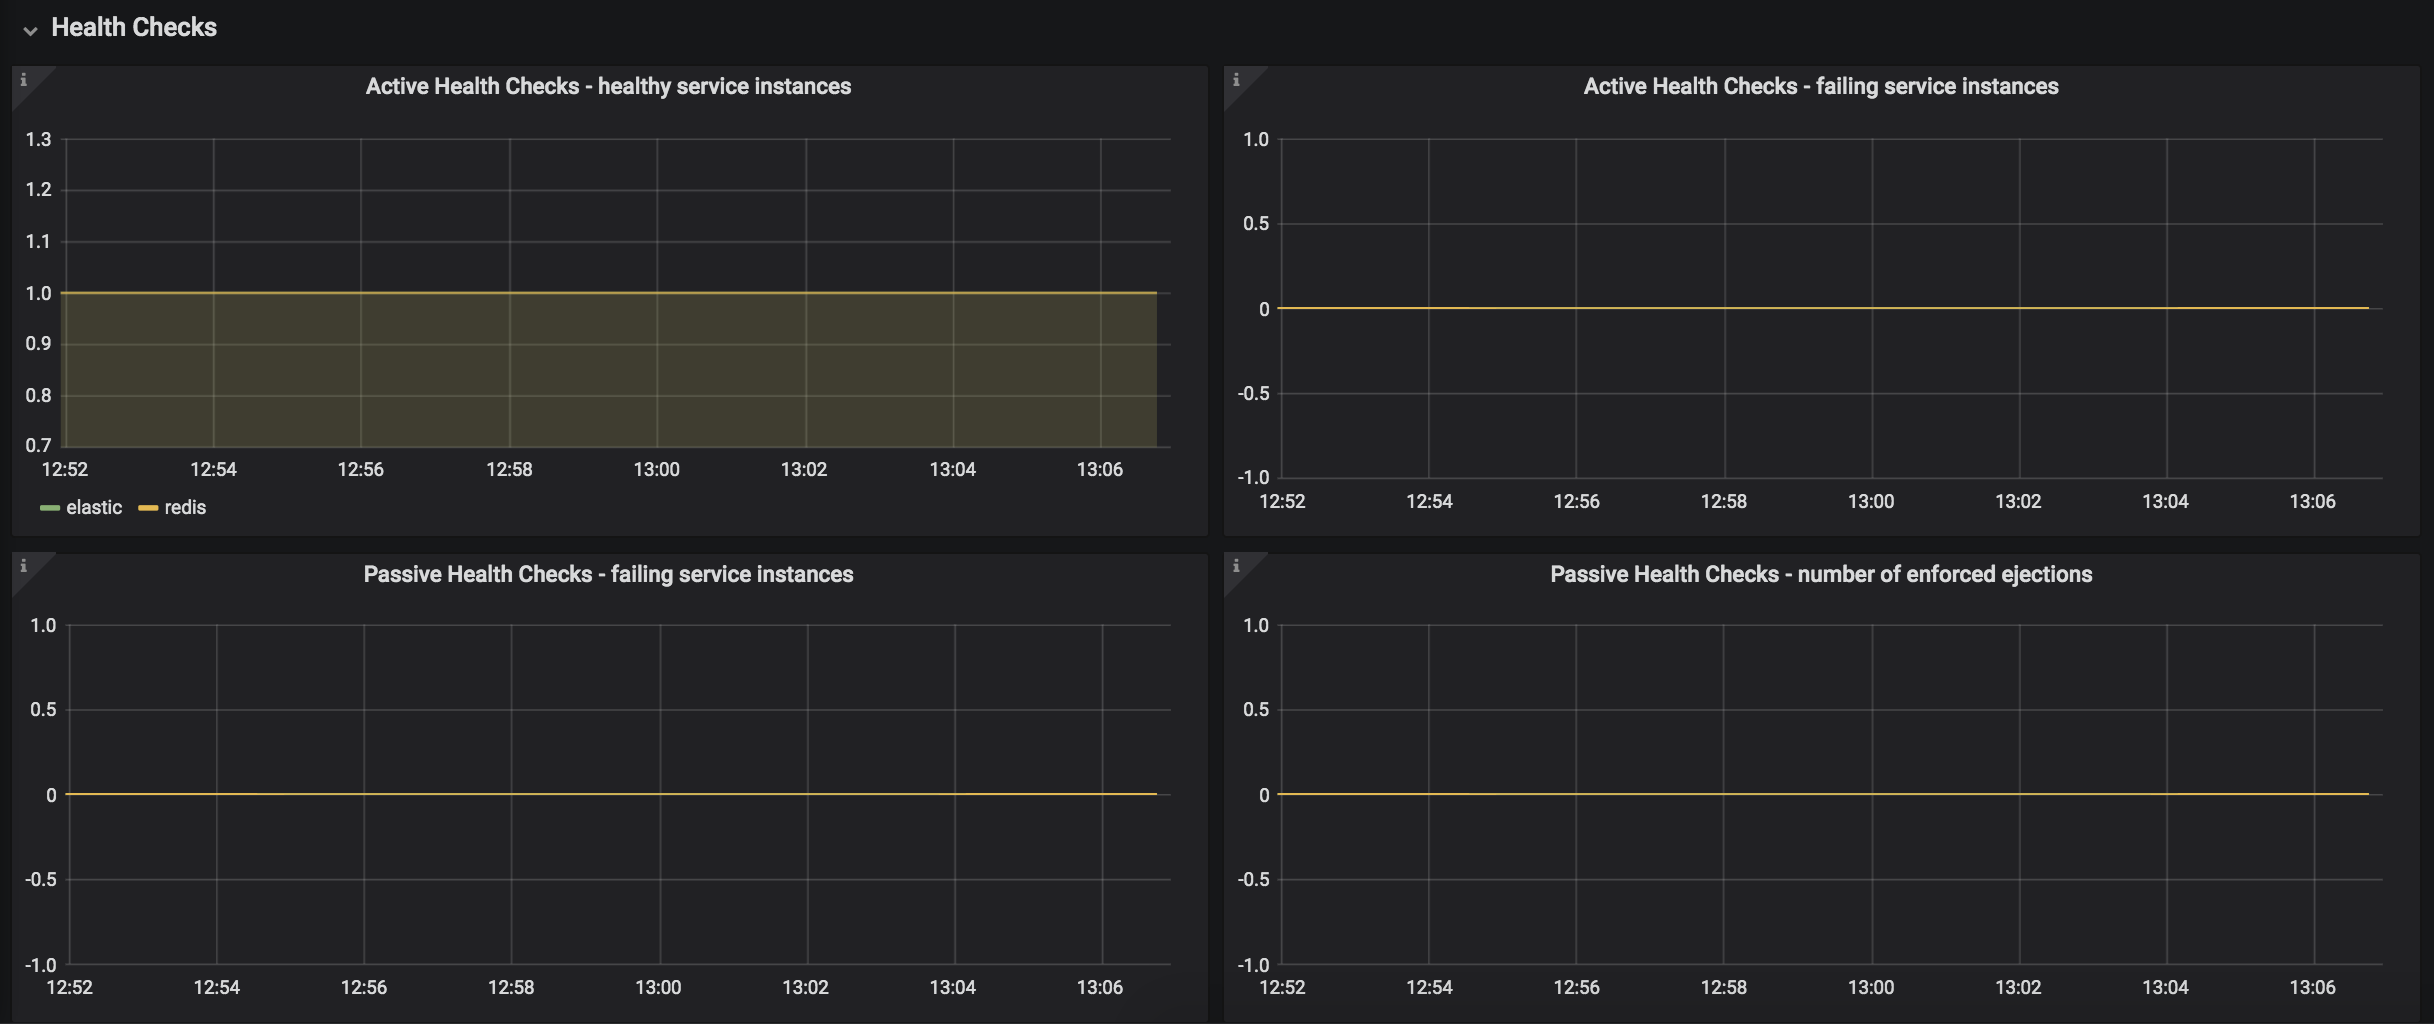 Health Checks
i
Active Health Checks - healthy service instances
1.3
1.2
1.1
1.0
0.9
0.8
0.7
12:52 12:54 12:56 12:58 13:00 13:02 13:04 13:06
elastic redis
i
Active Health Checks - failing service instances
1.0
0.5
0
-0.5
-1.0
12:52 12:54 12:56 12:58 13:00 13:02 13:04 13:06
i
Passive Health Checks - failing service instances
1.0
0.5
0
-0.5
-1.0
12:52 12:54 12:56 12:58 13:00 13:02 13:04 13:06
i
Passive Health Checks - number of enforced ejections
1.0
0.5
0
-0.5
-1.0
12:52 12:54 12:56 12:58 13:00 13:02 13:04 13:06